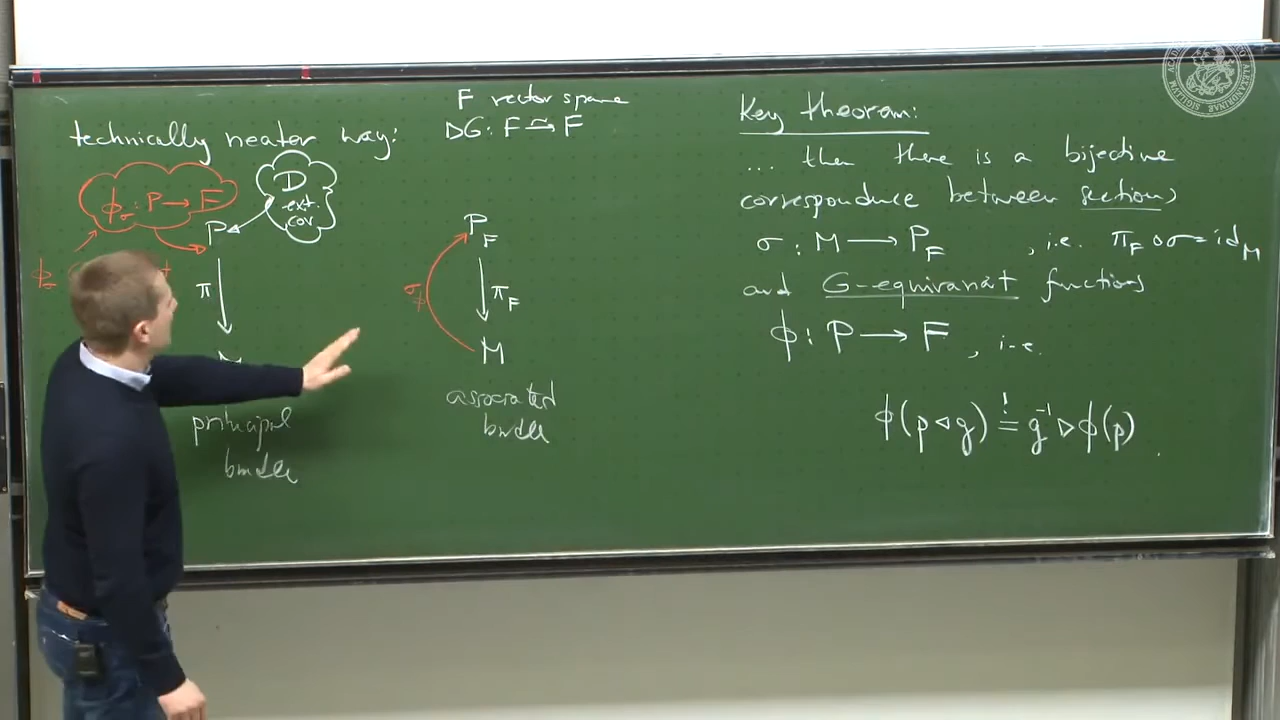 technically neater way:
F vector space
▷G: F ⥲ F
ϕ_σ : P → F
D
ext.
cov.
P
π
principal
bundle
P_F
σ
π_F
M
associated
bundle
Key theorem:
... then there is a bijective
correspondence between sections
σ : M → P_F , i.e. π_F ∘ σ = id_M
and G-equivariant functions
ϕ : P → F , i.e.
ϕ(p ◁ g) =! g⁻¹ ▷ ϕ(p)